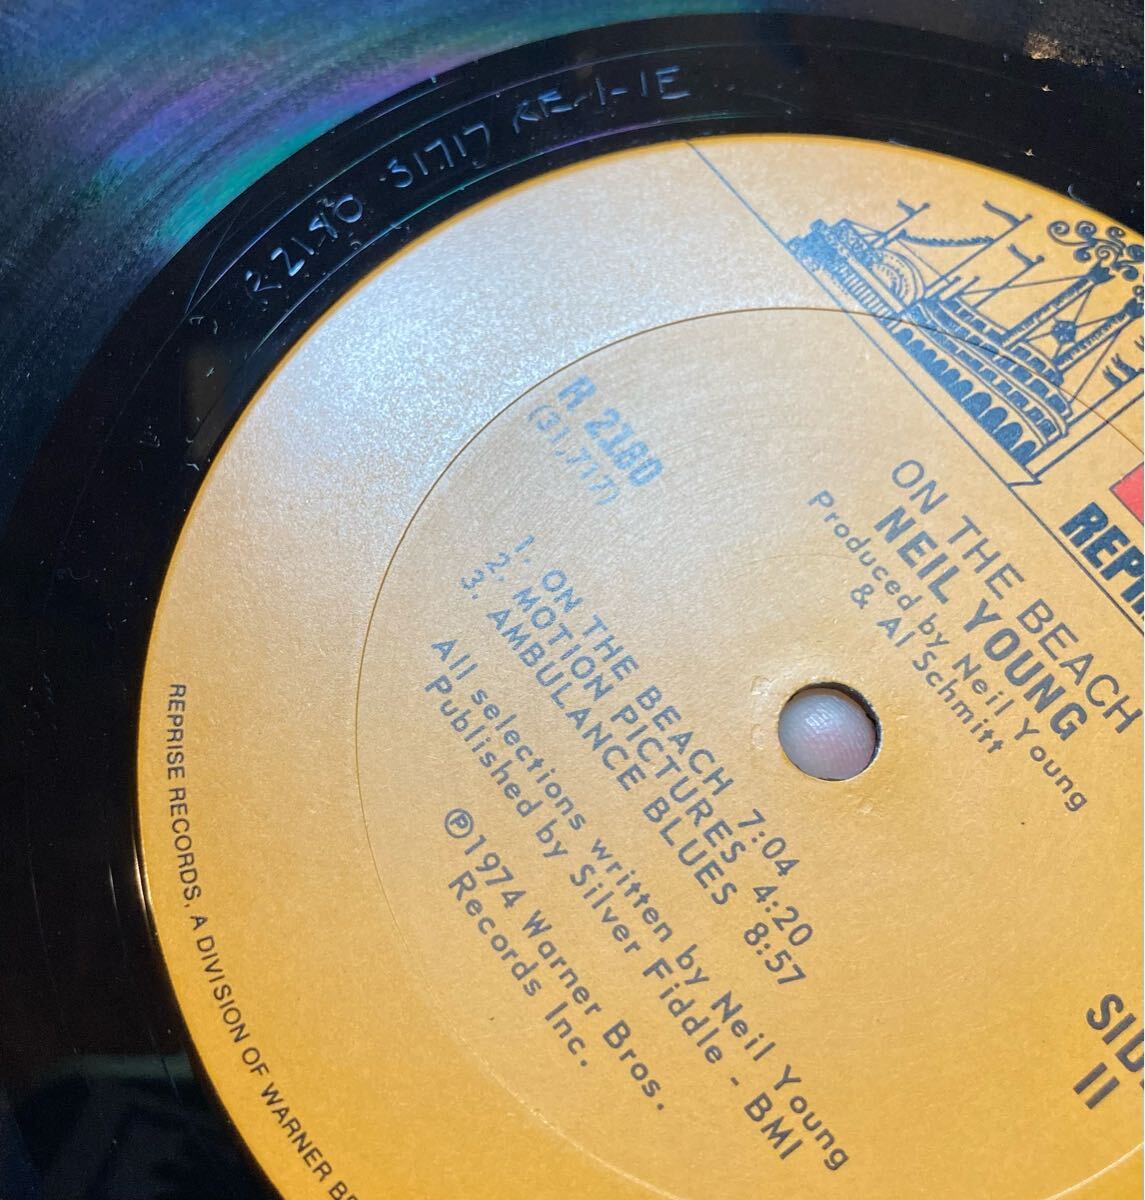 R 2180 31717 RE-1-1E
R 2180
(31,717)
ON THE BEACH
NEIL YOUNG
Produced by Neil Young
& Al Schmitt
1. ON THE BEACH 7:04
2. MOTION PICTURES 4:20
3. AMBULANCE BLUES 8:57
All selections written by Neil Young
Published by Silver Fiddle - BMI
℗1974 Warner Bros.
Records Inc.
SID
II
REPR
REPRISE RECORDS, A DIVISION OF WARNER BR